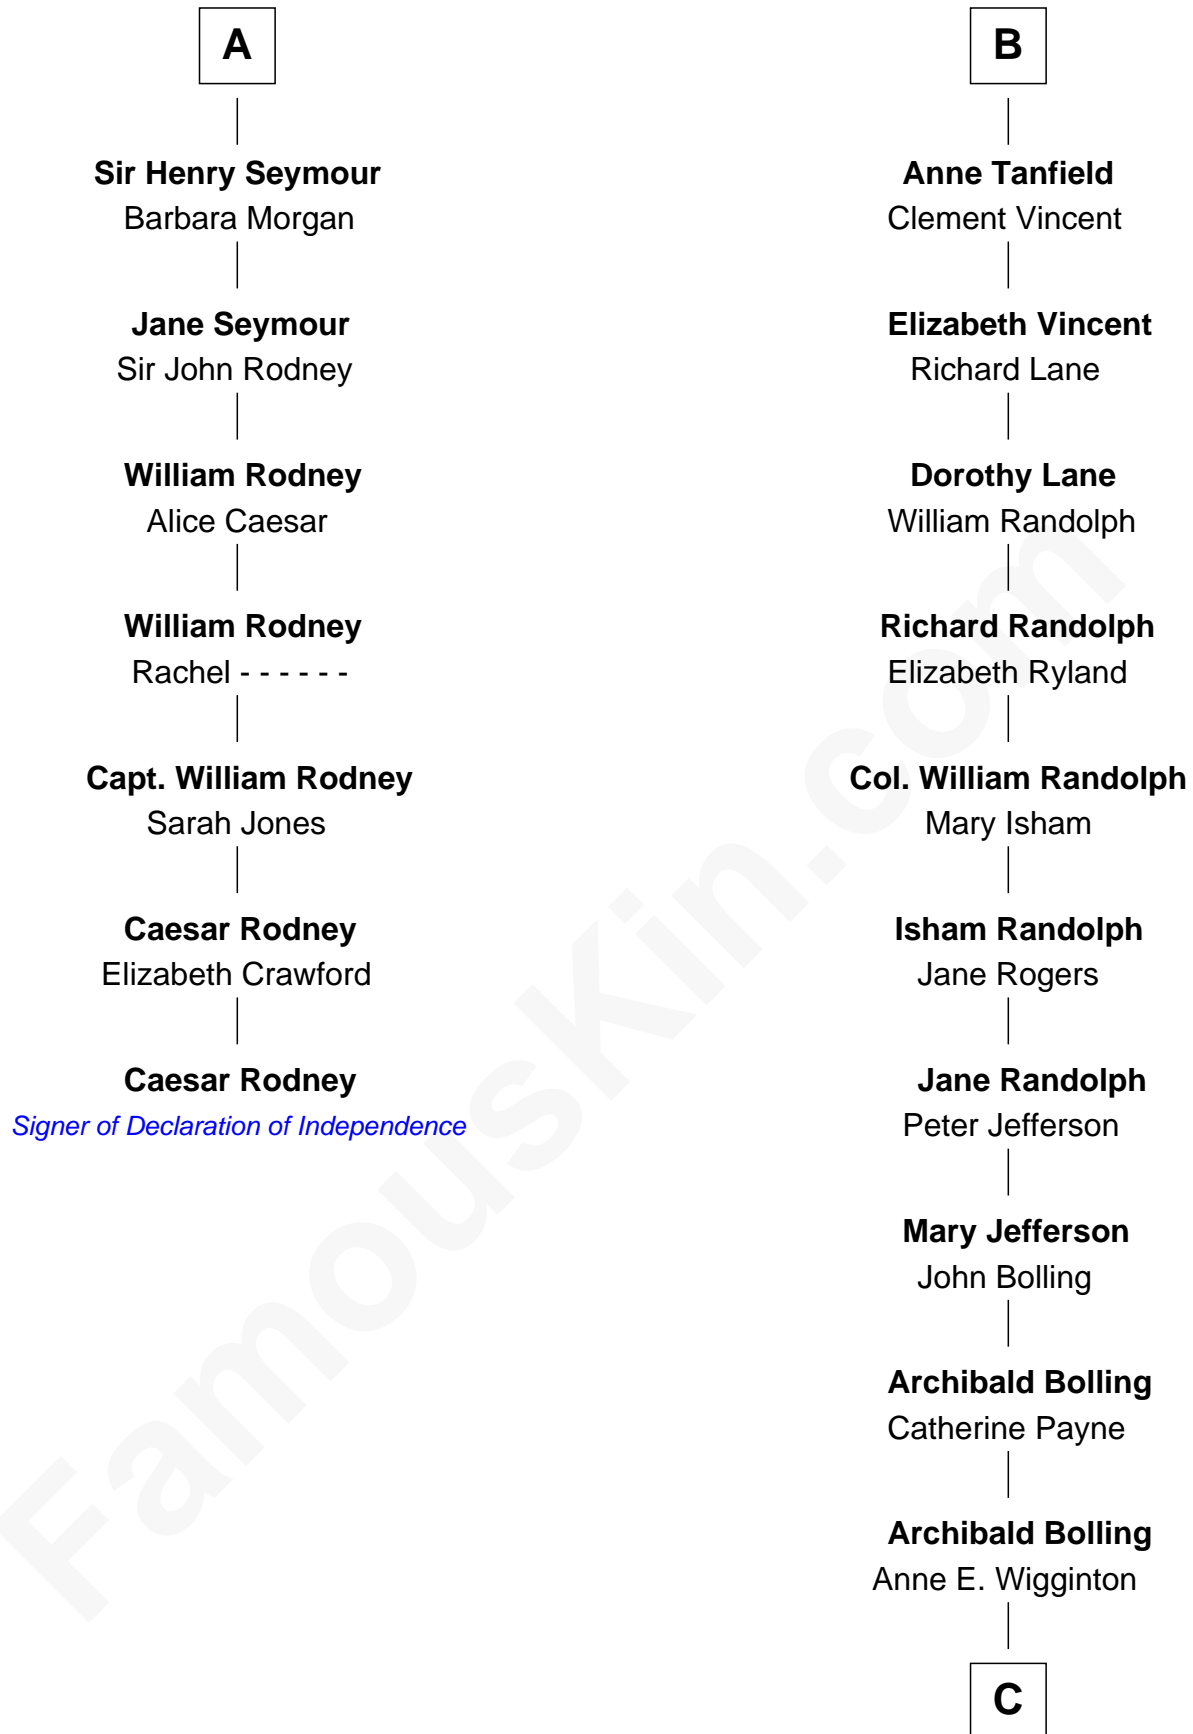 A
Sir Henry Seymour
Barbara Morgan
Jane Seymour
Sir John Rodney
William Rodney
Alice Caesar
William Rodney
Rachel - - - - - -
Capt. William Rodney
Sarah Jones
Caesar Rodney
Elizabeth Crawford
Caesar Rodney
Signer of Declaration of Independence
B
Anne Tanfield
Clement Vincent
Elizabeth Vincent
Richard Lane
Dorothy Lane
William Randolph
Richard Randolph
Elizabeth Ryland
Col. William Randolph
Mary Isham
Isham Randolph
Jane Rogers
Jane Randolph
Peter Jefferson
Mary Jefferson
John Bolling
Archibald Bolling
Catherine Payne
Archibald Bolling
Anne E. Wigginton
C
FamousKin.com